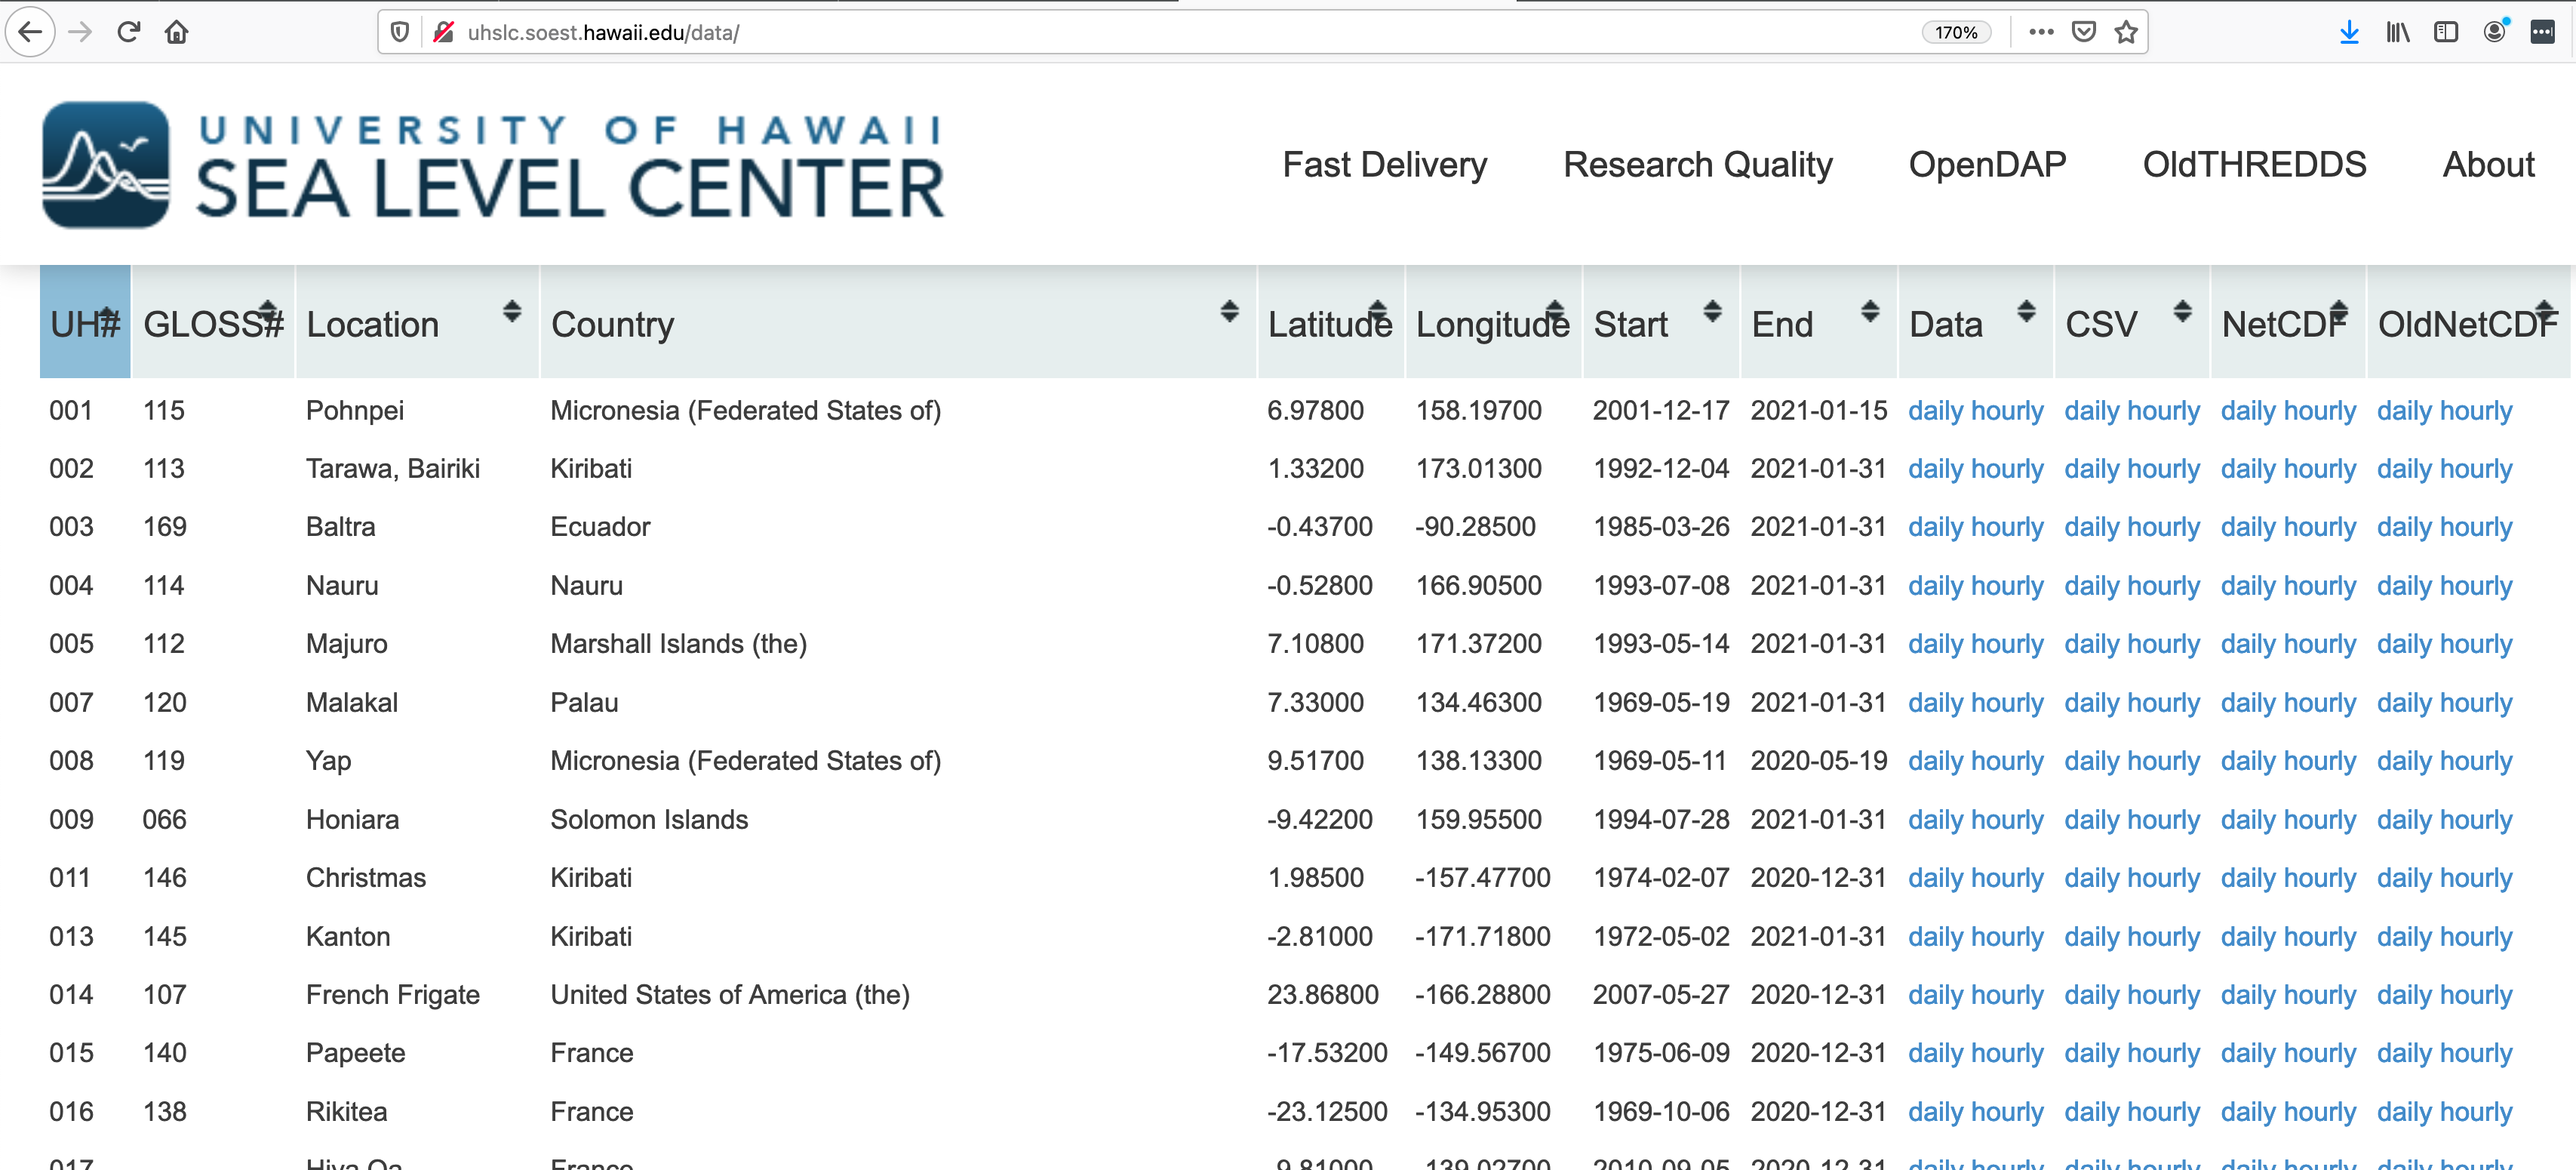 uhslc.soest.hawaii.edu/data/ 170%
UNIVERSITY OF HAWAII
SEA LEVEL CENTER
Fast Delivery Research Quality OpenDAP OldTHREDDS About
UH# GLOSS# Location Country Latitude Longitude Start End Data CSV NetCDF OldNetCDF
001 115 Pohnpei Micronesia (Federated States of) 6.97800 158.19700 2001-12-17 2021-01-15 daily hourly daily hourly daily hourly daily hourly
002 113 Tarawa, Bairiki Kiribati 1.33200 173.01300 1992-12-04 2021-01-31 daily hourly daily hourly daily hourly daily hourly
003 169 Baltra Ecuador -0.43700 -90.28500 1985-03-26 2021-01-31 daily hourly daily hourly daily hourly daily hourly
004 114 Nauru Nauru -0.52800 166.90500 1993-07-08 2021-01-31 daily hourly daily hourly daily hourly daily hourly
005 112 Majuro Marshall Islands (the) 7.10800 171.37200 1993-05-14 2021-01-31 daily hourly daily hourly daily hourly daily hourly
007 120 Malakal Palau 7.33000 134.46300 1969-05-19 2021-01-31 daily hourly daily hourly daily hourly daily hourly
008 119 Yap Micronesia (Federated States of) 9.51700 138.13300 1969-05-11 2020-05-19 daily hourly daily hourly daily hourly daily hourly
009 066 Honiara Solomon Islands -9.42200 159.95500 1994-07-28 2021-01-31 daily hourly daily hourly daily hourly daily hourly
011 146 Christmas Kiribati 1.98500 -157.47700 1974-02-07 2020-12-31 daily hourly daily hourly daily hourly daily hourly
013 145 Kanton Kiribati -2.81000 -171.71800 1972-05-02 2021-01-31 daily hourly daily hourly daily hourly daily hourly
014 107 French Frigate United States of America (the) 23.86800 -166.28800 2007-05-27 2020-12-31 daily hourly daily hourly daily hourly daily hourly
015 140 Papeete France -17.53200 -149.56700 1975-06-09 2020-12-31 daily hourly daily hourly daily hourly daily hourly
016 138 Rikitea France -23.12500 -134.95300 1969-10-06 2020-12-31 daily hourly daily hourly daily hourly daily hourly
017 Hiva Oa France -9.81000 -139.02700 2010-09-05 2020-12-31 daily hourly daily hourly daily hourly daily hourly